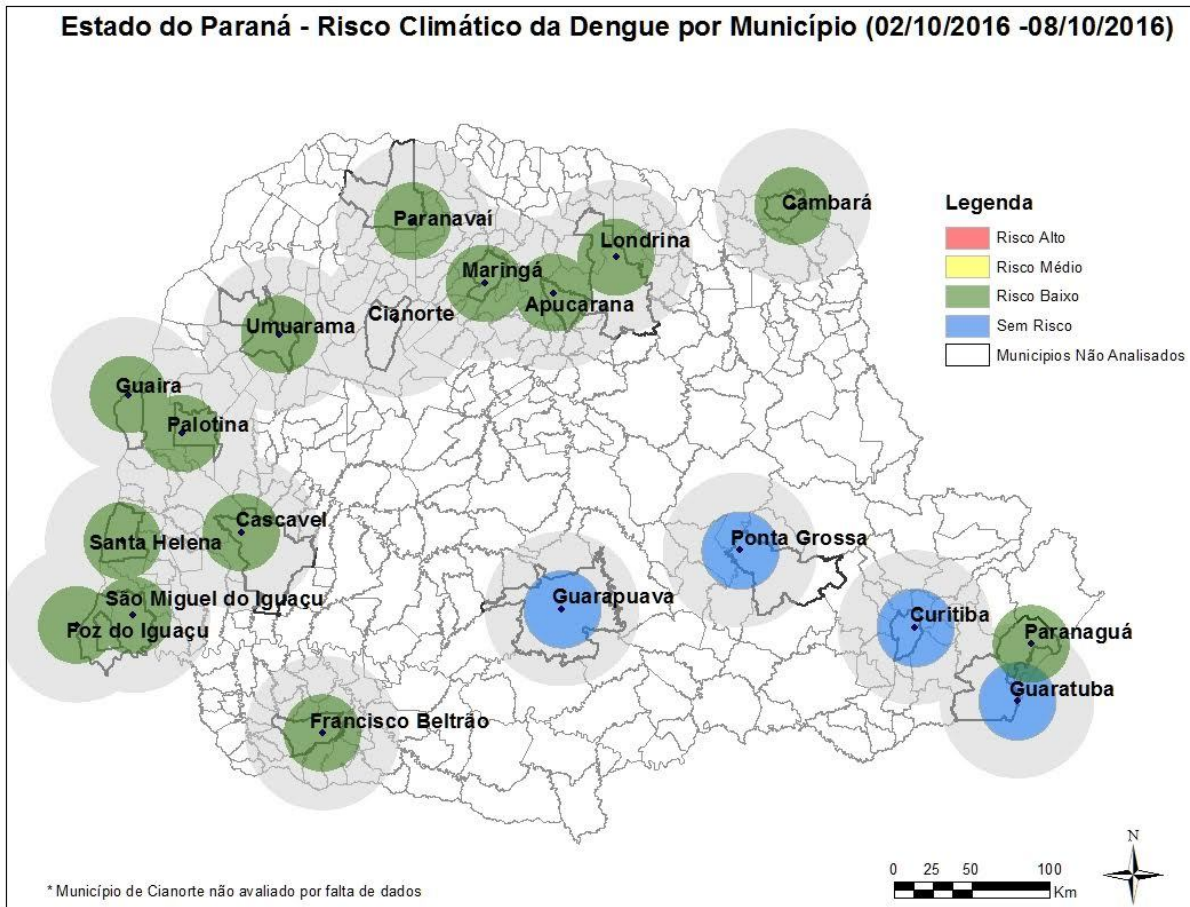 Estado do Paraná - Risco Climático da Dengue por Município (02/10/2016 -08/10/2016)
Cambará
Paranavaí
Londrina
Maringá
Apucarana
Cianorte
Umuarama
Guaira
Palotina
Cascavel
Santa Helena
São Miguel do Iguaçu
Foz do Iguaçu
Francisco Beltrão
Guarapuava
Ponta Grossa
Curitiba
Paranaguá
Guaratuba
Legenda
Risco Alto
Risco Médio
Risco Baixo
Sem Risco
Municípios Não Analisados
* Município de Cianorte não avaliado por falta de dados
0 25 50 100
Km
N